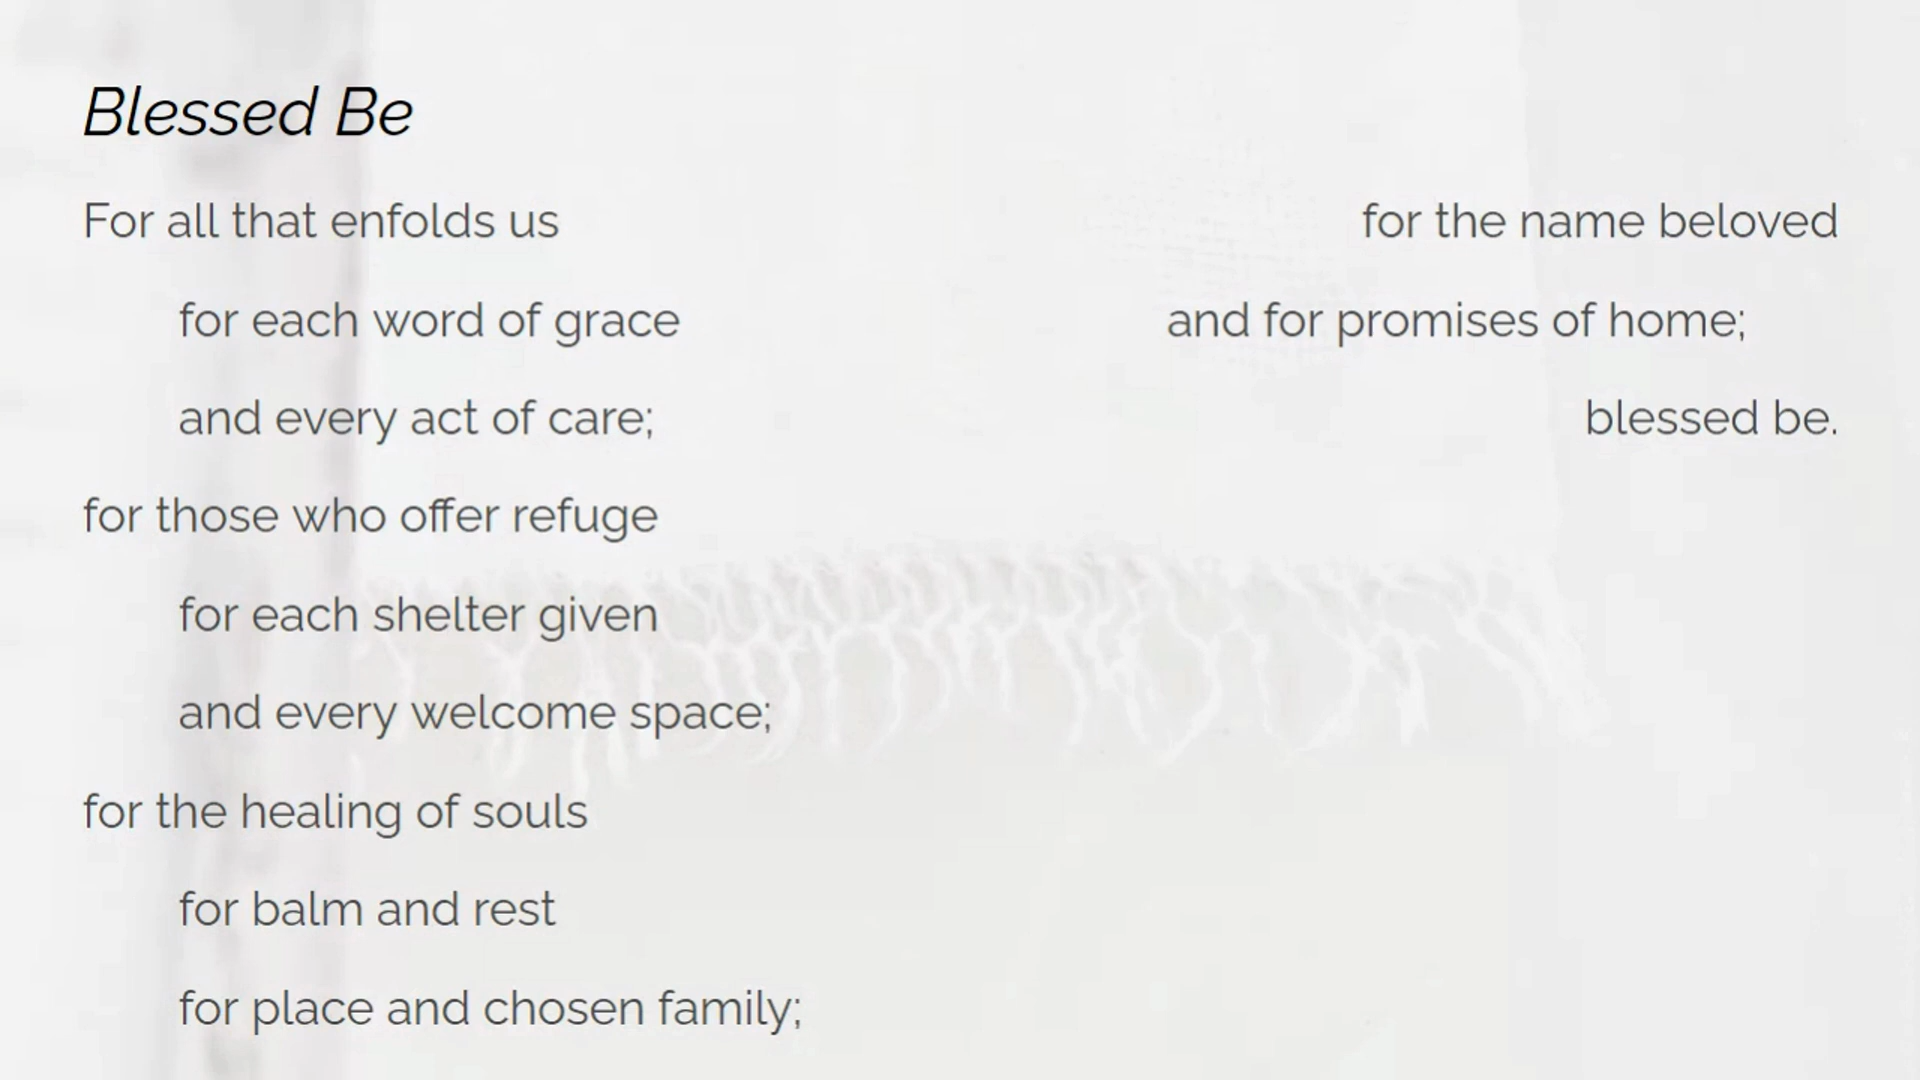 Blessed Be
For all that enfolds us
for each word of grace
and every act of care;
for those who offer refuge
for each shelter given
and every welcome space;
for the healing of souls
for balm and rest
for place and chosen family;
for the name beloved
and for promises of home;
blessed be.